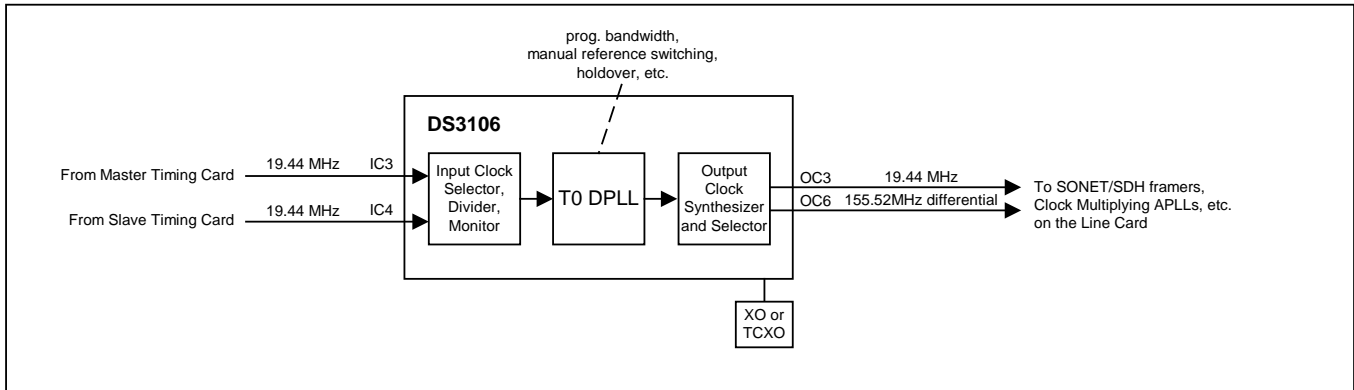 prog. bandwidth,
manual reference switching,
holdover, etc.
DS3106
From Master Timing Card
19.44 MHz
IC3
From Slave Timing Card
19.44 MHz
IC4
Input Clock
Selector,
Divider,
Monitor
T0 DPLL
Output
Clock
Synthesizer
and Selector
OC3
19.44 MHz
OC6
155.52MHz differential
To SONET/SDH framers,
Clock Multiplying APLLs, etc.
on the Line Card
XO or
TCXO